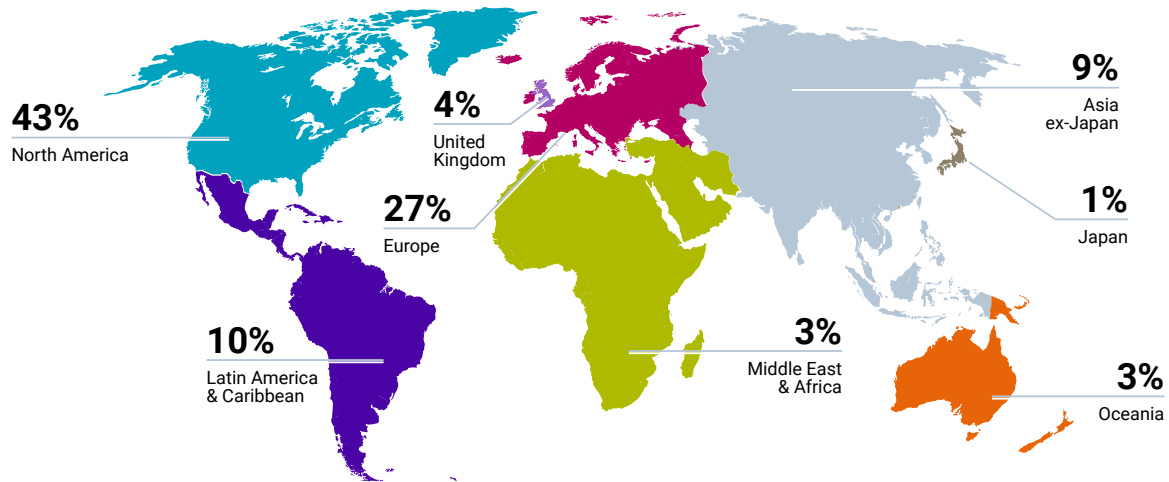 43%
North America
4%
United
Kingdom
27%
Europe
10%
Latin America
& Caribbean
9%
Asia
ex-Japan
1%
Japan
3%
Middle East
& Africa
3%
Oceania